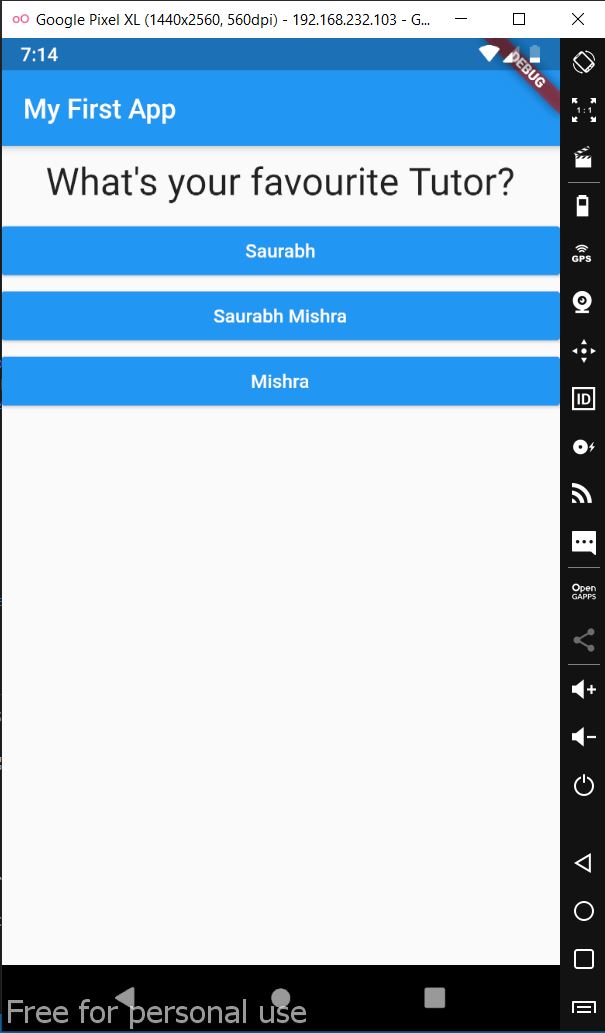 Google Pixel XL (1440x2560, 560dpi) - 192.168.232.103 - G...
7:14
DEBUG
My First App
1:1
What's your favourite Tutor?
Saurabh
GPS
Saurabh Mishra
Mishra
ID
Open
GAPPS
Free for personal use